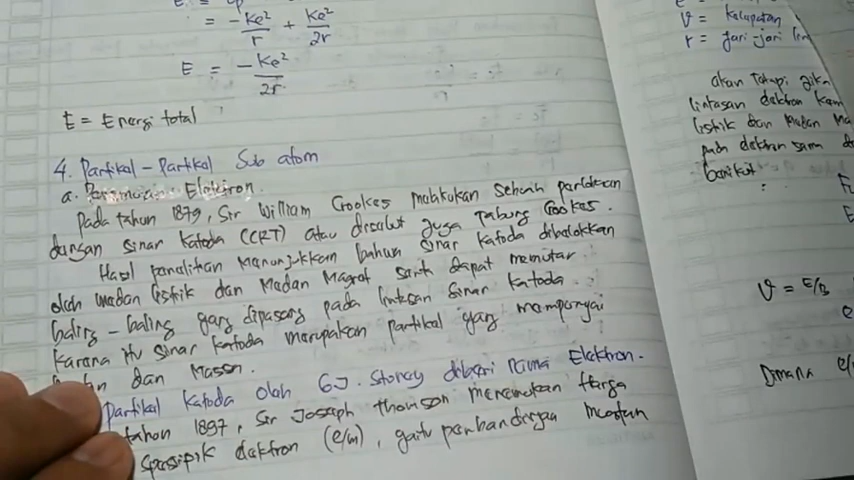 = -Ke²/r + Ke²/2r
E = -Ke²/2r
E = Energi total
4. Partikel-Partikel Sub atom
a. Penemuan Elektron.
Pada tahun 1879, Sir William Crookes melakukan sebuah percobaan
dengan sinar katoda (CRT) atau disebut juga tabung Crookes.
Hasil penelitian menunjukkan bahwa sinar katoda dibelokkan
oleh medan listrik dan Medan Magnet serta dapat memutar
baling-baling yang dipasang pada lintasan sinar katoda.
Karena itu sinar katoda merupakan partikel yang mempunyai
dan Massa.
Partikel katoda oleh G.J. Stoney diberi nama Elektron.
tahun 1897, Sir Joseph Thomson menemukan Harga
Spesipik elektron (e/m), yaitu perbandingan muatan
v = kecepatan
r = jari-jari lin
akan tetapi jika
lintasan elektron
listrik dan Medan Ma
pada elektron sama
berikut
:
v = E/B
Dimana e/